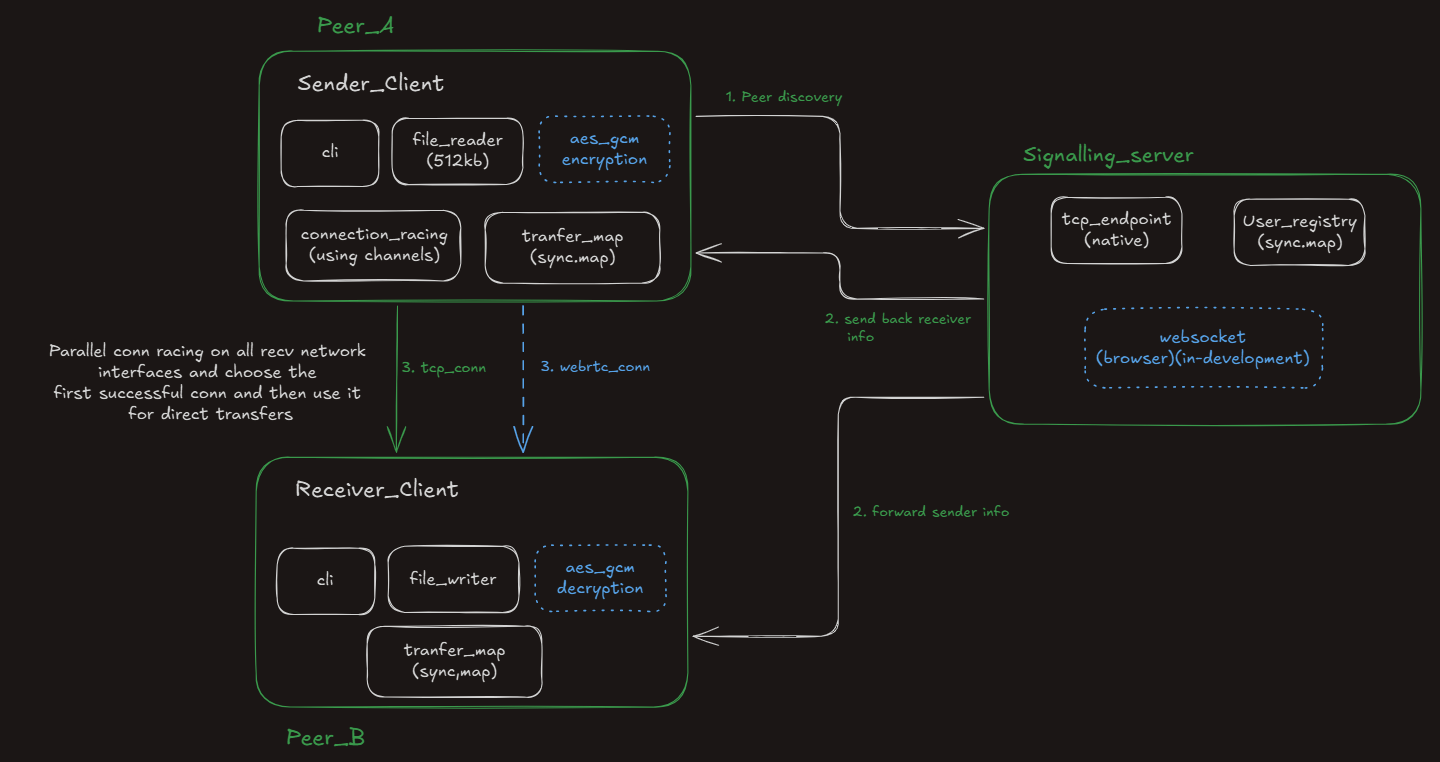 Peer_A
Sender_Client
cli
file_reader
(512kb)
aes_gcm
encryption
connection_racing
(using channels)
tranfer_map
(sync.map)
1. Peer discovery
Signalling_server
tcp_endpoint
(native)
User_registry
(sync.map)
websocket
(browser)(in-development)
2. send back receiver
info
Parallel conn racing on all recv network
interfaces and choose the
first successful conn and then use it
for direct transfers
3. tcp_conn
3. webrtc_conn
2. forward sender info
Receiver_Client
cli
file_writer
aes_gcm
decryption
tranfer_map
(sync,map)
Peer_B